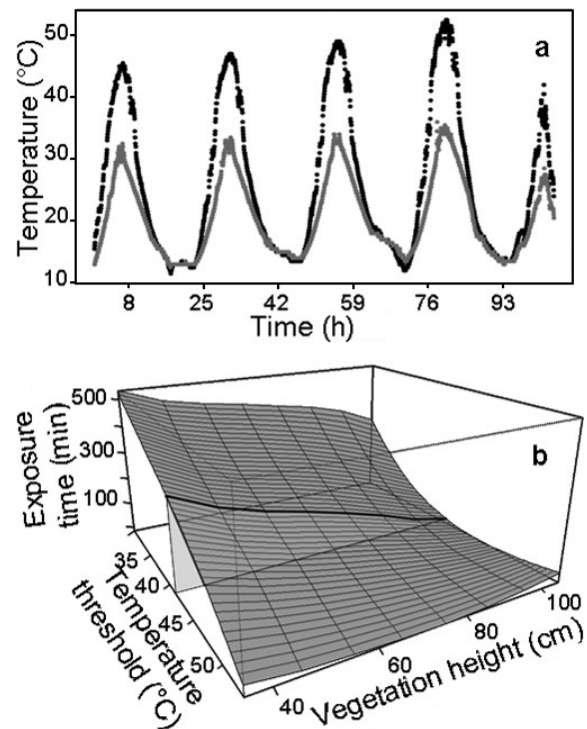 a
Temperature (°C)
50
40
30
20
10
8 25 42 59 76 93
Time (h)
b
Exposure
time (min)
500
300
100
35
40
45
50
Temperature
threshold (°C)
40 60 80 100
Vegetation height (cm)